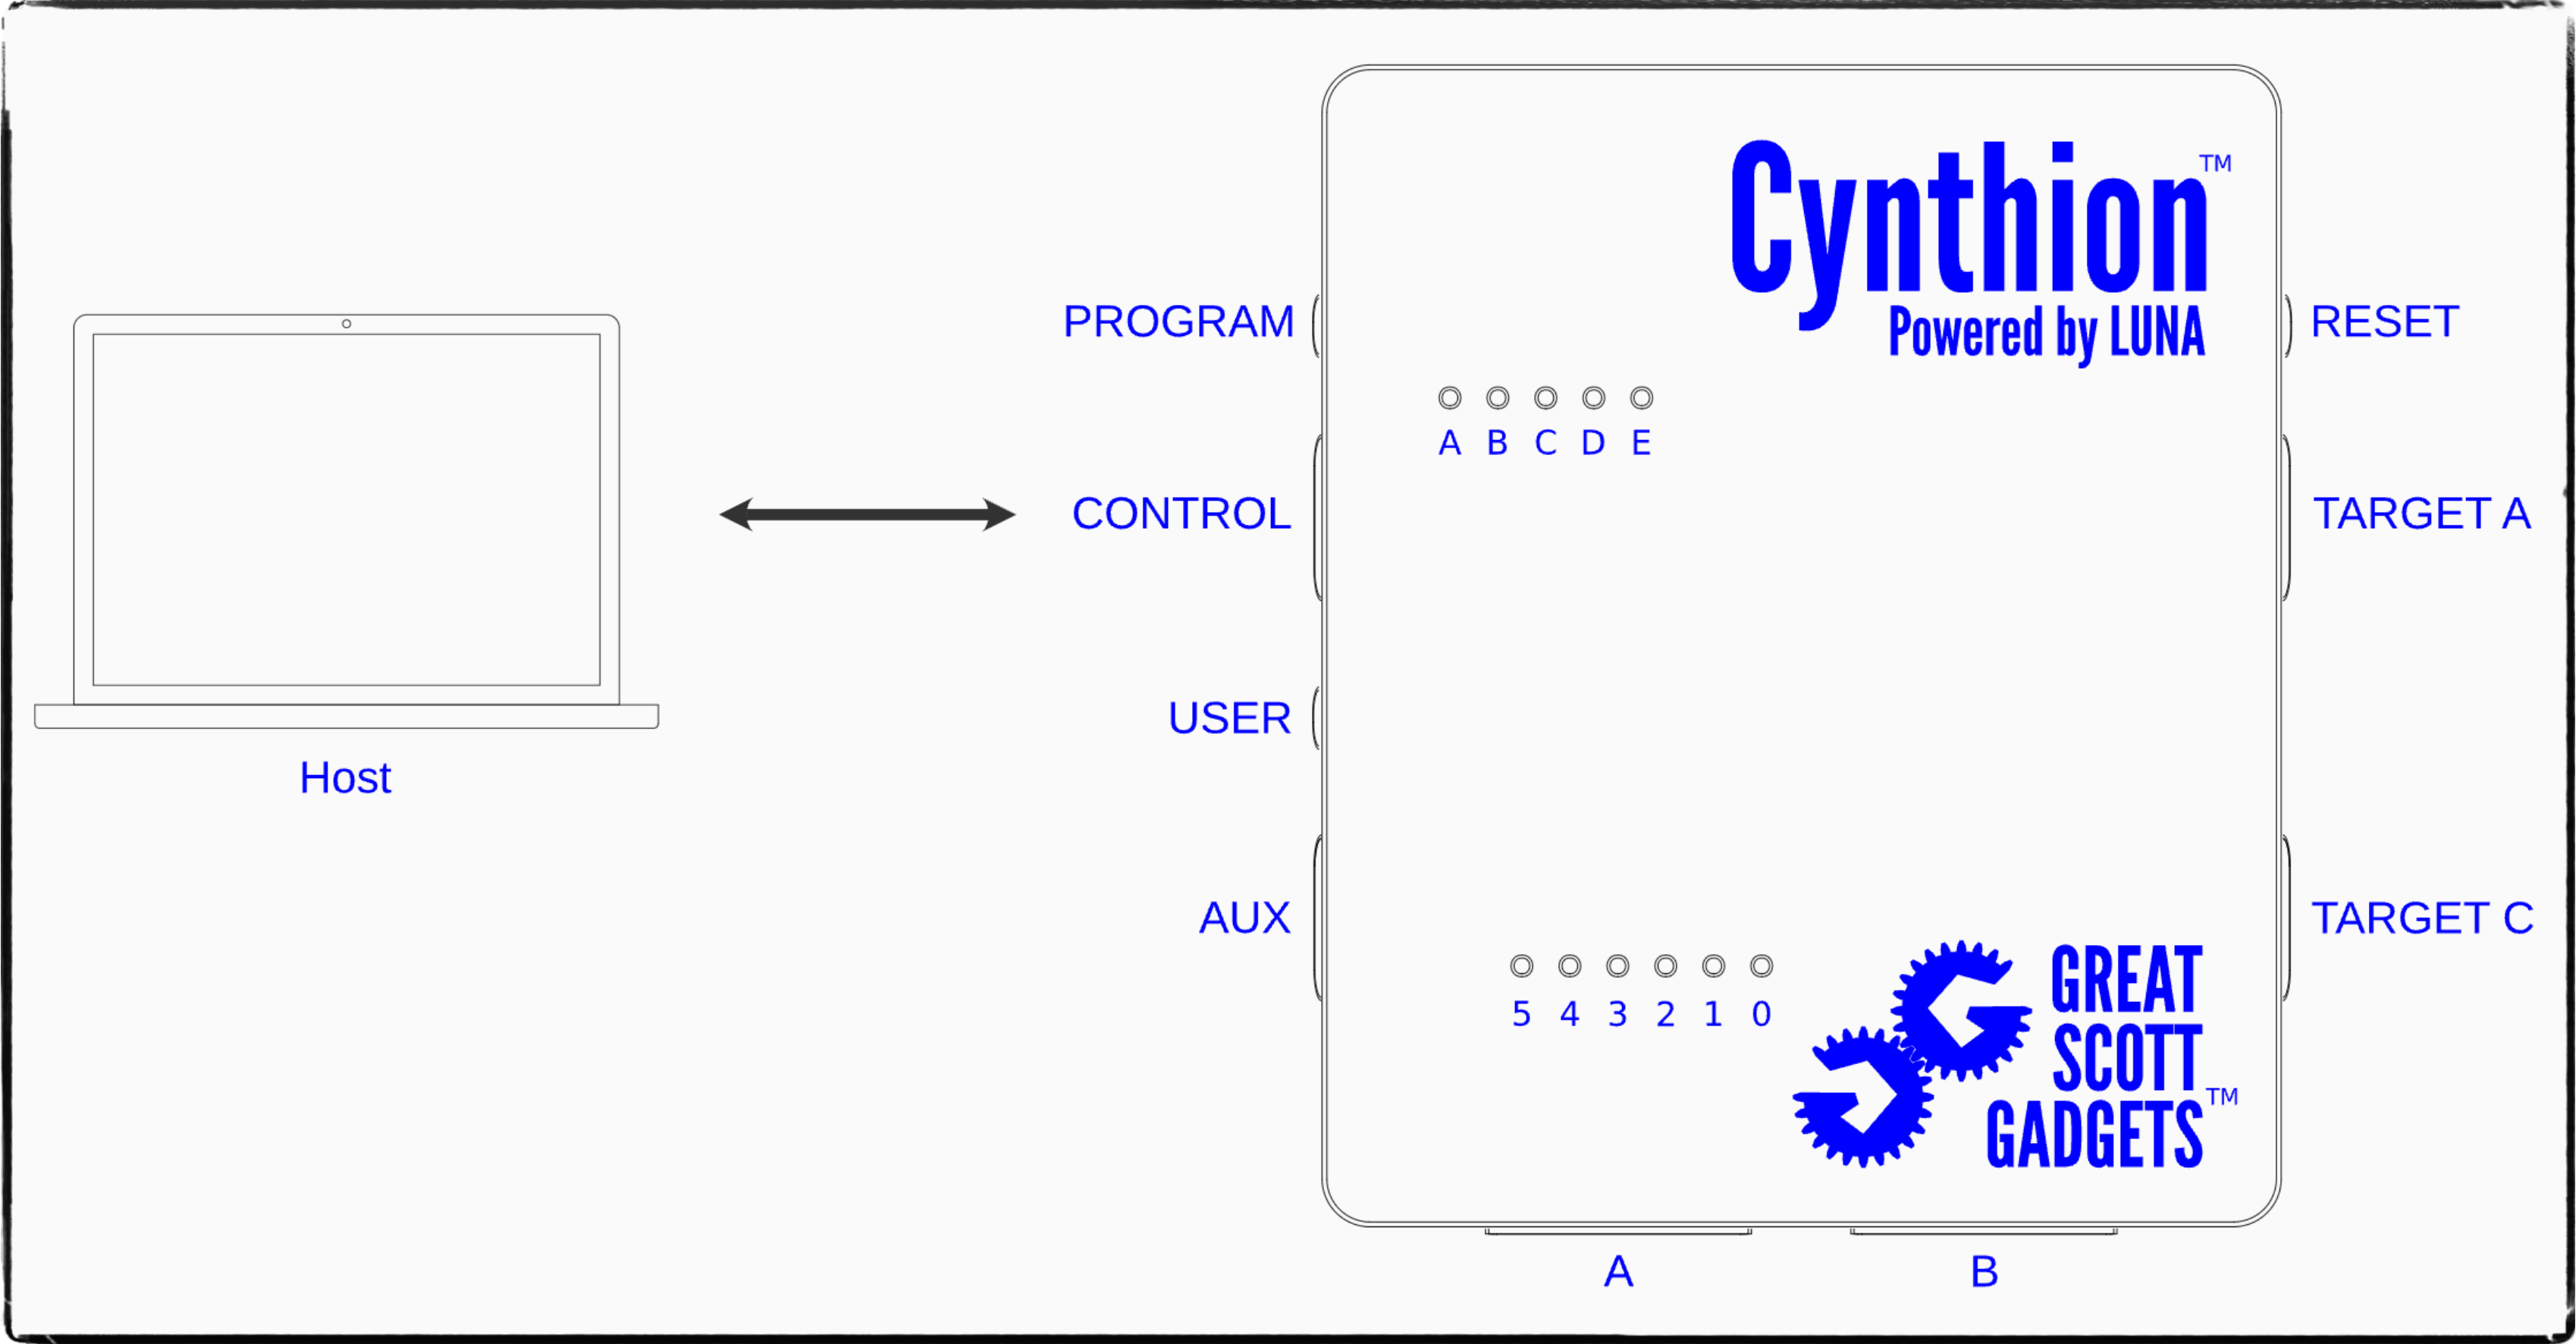 Cynthion™
Powered by LUNA
PROGRAM
RESET
A B C D E
CONTROL
TARGET A
USER
Host
AUX
TARGET C
5 4 3 2 1 0
GREAT
SCOTT
GADGETS™
A
B